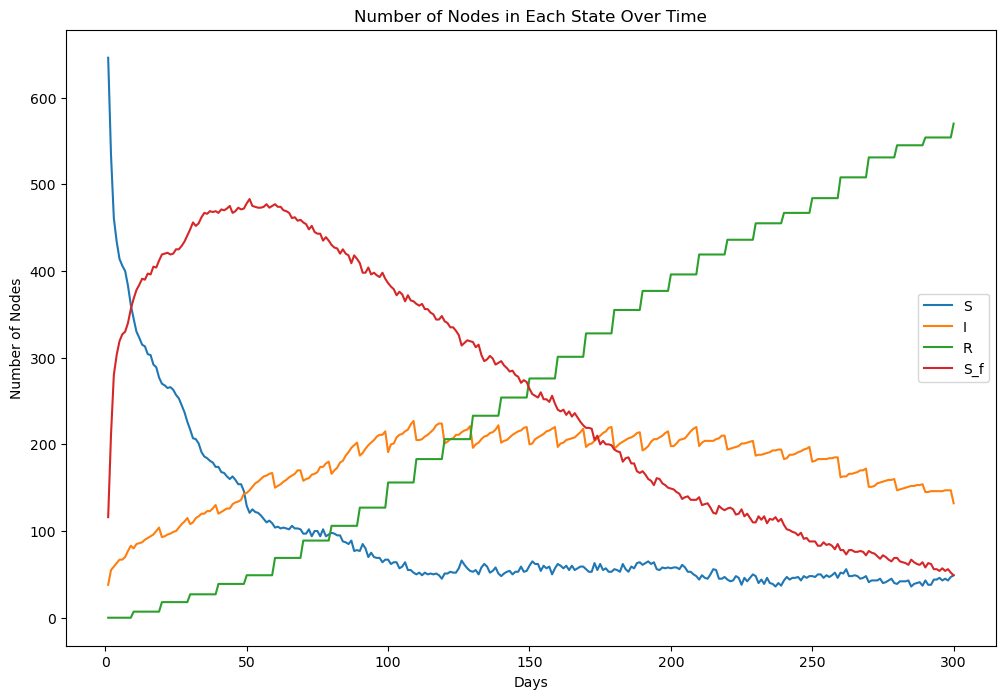 Number of Nodes in Each State Over Time
Number of Nodes
600
500
400
300
200
100
0
0 50 100 150 200 250 300
Days
S
I
R
S_f